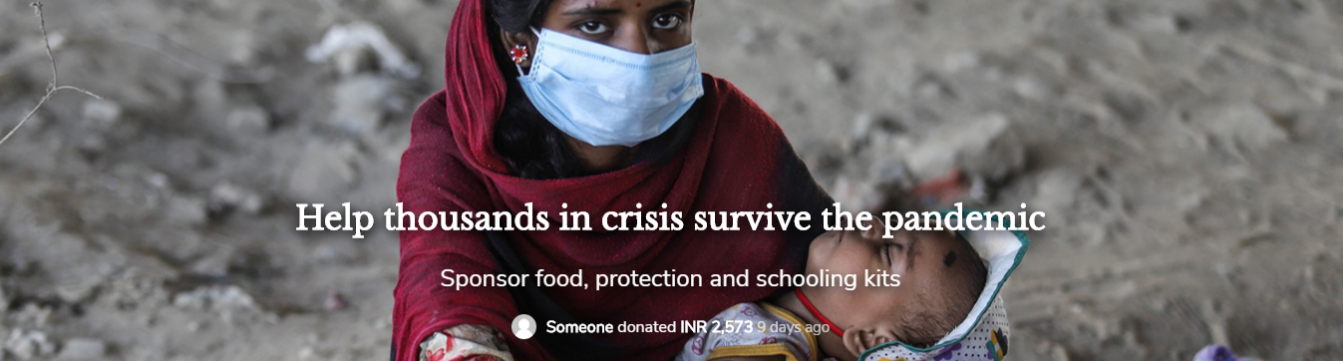 Help thousands in crisis survive the pandemic
Sponsor food, protection and schooling kits
Someone donated INR 2,573 9 days ago